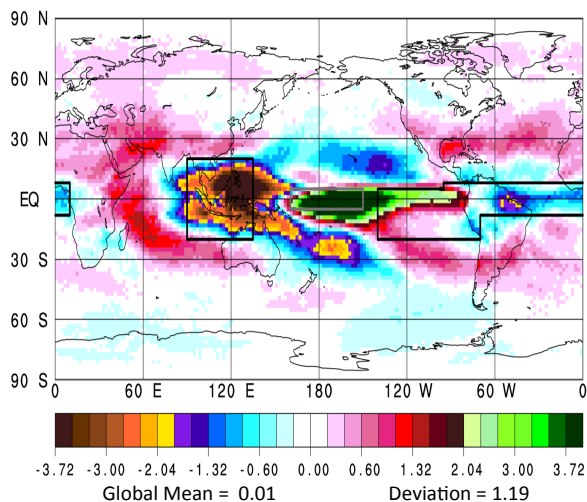 90 N
60 N
30 N
EQ
30 S
60 S
90 S
0 60 E 120 E 180 120 W 60 W 0
-3.72 -3.00 -2.04 -1.32 -0.60 0.00 0.60 1.32 2.04 3.00 3.72
Global Mean = 0.01 Deviation = 1.19